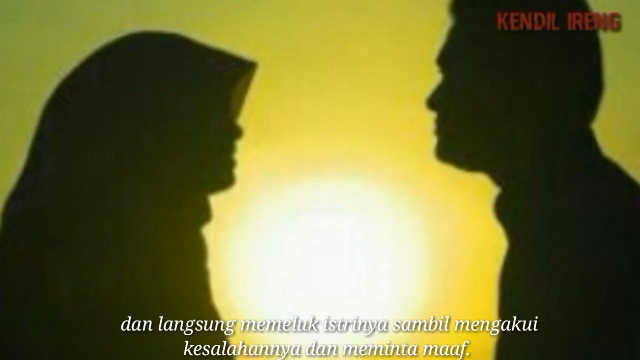 KENDIL IRENG
dan langsung memeluk istrinya sambil mengakui
kesalahannya dan meminta maaf.